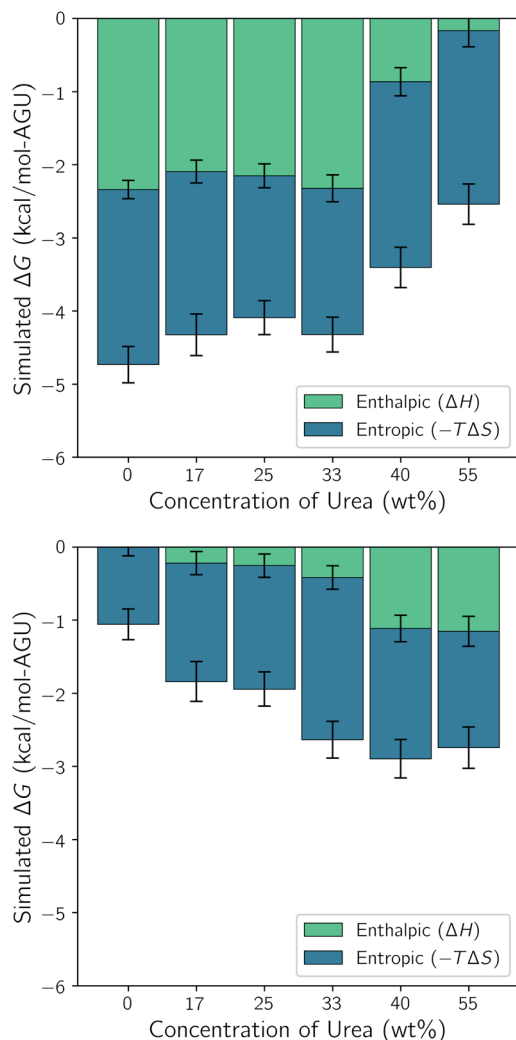 0
−1
−2
−3
−4
−5
−6
Simulated ΔG (kcal/mol-AGU)
Enthalpic (ΔH)
Entropic (−TΔS)
0 17 25 33 40 55
Concentration of Urea (wt%)
0
−1
−2
−3
−4
−5
−6
Simulated ΔG (kcal/mol-AGU)
Enthalpic (ΔH)
Entropic (−TΔS)
0 17 25 33 40 55
Concentration of Urea (wt%)